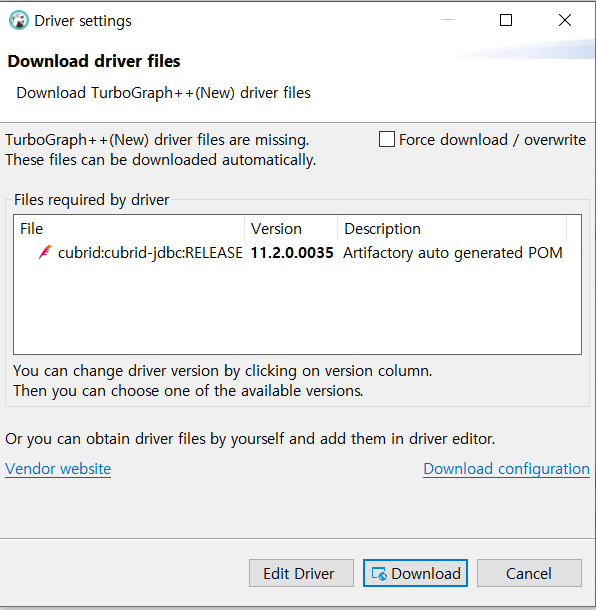 Driver settings
Download driver files
Download TurboGraph++(New) driver files
TurboGraph++(New) driver files are missing.
These files can be downloaded automatically.
Force download / overwrite
Files required by driver
File Version Description
cubrid:cubrid-jdbc:RELEASE 11.2.0.0035 Artifactory auto generated POM
You can change driver version by clicking on version column.
Then you can choose one of the available versions.
Or you can obtain driver files by yourself and add them in driver editor.
Vendor website Download configuration
Edit Driver Download Cancel